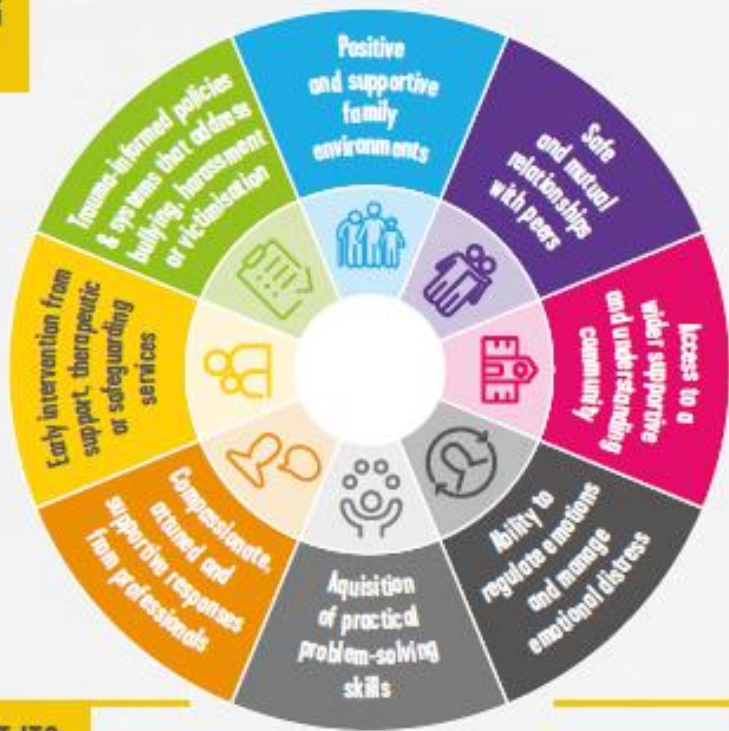 Positive
and supportive
family
environments
Safe
and mutual
relationships
with peers
Access to a
wider supportive
and understanding
community
Ability to
regulate emotions
and manage
emotional distress
Aquisition
of practical
problem-solving
skills
Compassionate,
attuned and
supportive responses
from professionals
Early intervention from
support, therapeutic
or safeguarding
services
Trauma-informed policies
& systems that address
bullying, harassment
or victimisation